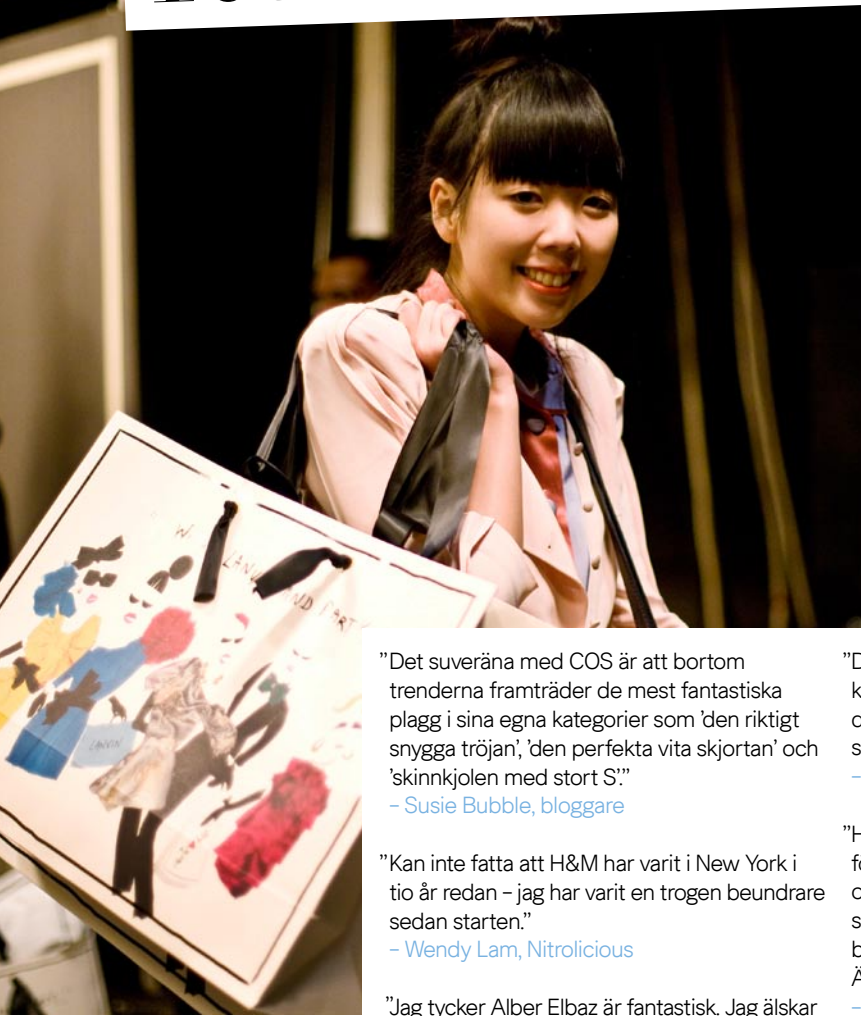 LANVIN
”Det suveräna med COS är att bortom
trenderna framträder de mest fantastiska
plagg i sina egna kategorier som ’den riktigt
snygga tröjan’, ’den perfekta vita skjortan’ och
’skinnkjolen med stort S’.”
– Susie Bubble, bloggare
”Kan inte fatta att H&M har varit i New York i
tio år redan – jag har varit en trogen beundrare
sedan starten.”
– Wendy Lam, Nitrolicious
”Jag tycker Alber Elbaz är fantastisk. Jag älskar